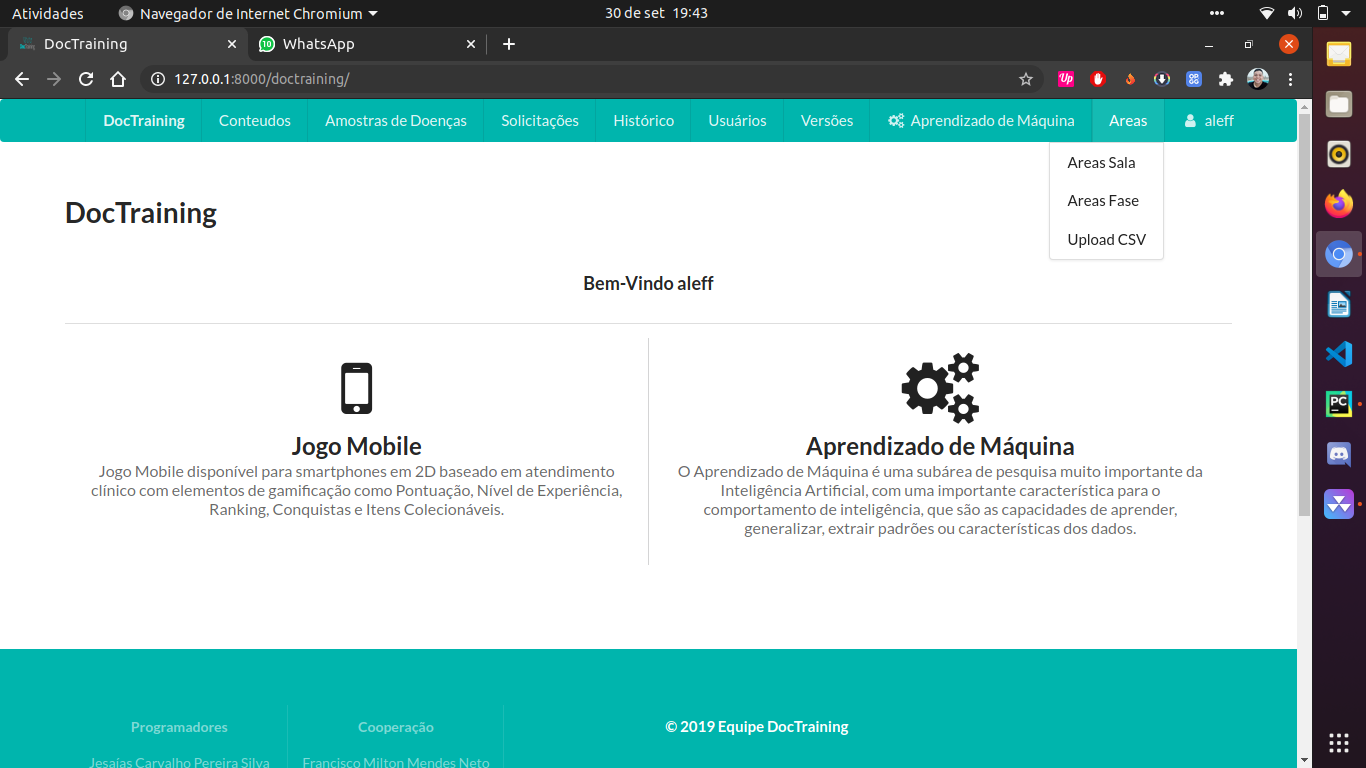 Atividades
Navegador de Internet Chromium
30 de set 19:43
DocTraining
10
WhatsApp
127.0.0.1:8000/doctraining/
Up
DocTraining
Conteudos
Amostras de Doenças
Solicitações
Histórico
Usuários
Versões
Aprendizado de Máquina
Areas
aleff
Areas Sala
Areas Fase
Upload CSV
DocTraining
Bem-Vindo aleff
Jogo Mobile
Jogo Mobile disponível para smartphones em 2D baseado em atendimento
clínico com elementos de gamificação como Pontuação, Nível de Experiência,
Ranking, Conquistas e Itens Colecionáveis.
Aprendizado de Máquina
O Aprendizado de Máquina é uma subárea de pesquisa muito importante da
Inteligência Artificial, com uma importante característica para o
comportamento de inteligência, que são as capacidades de aprender,
generalizar, extrair padrões ou características dos dados.
Programadores
Jesaías Carvalho Pereira Silva
Cooperação
Francisco Milton Mendes Neto
© 2019 Equipe DocTraining
PC